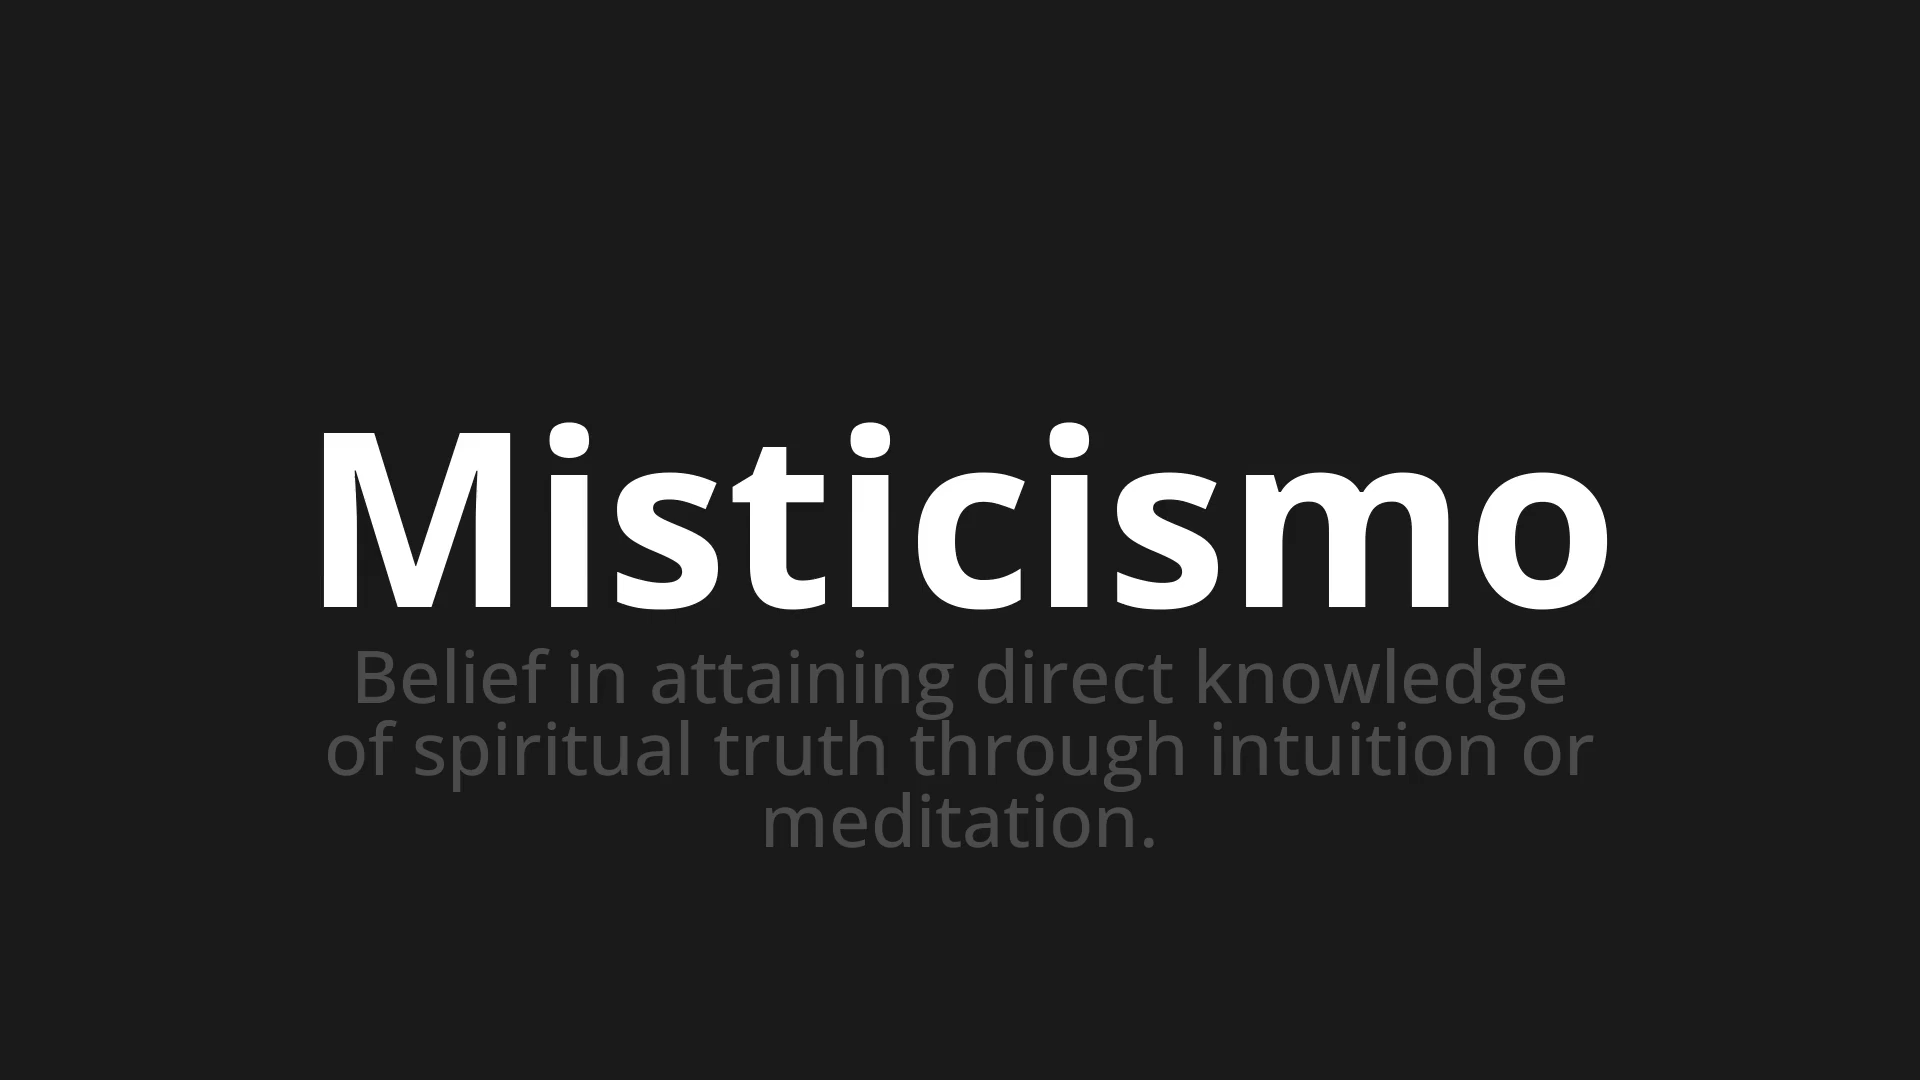 Misticismo
Belief in attaining direct knowledge
of spiritual truth through intuition or
meditation.